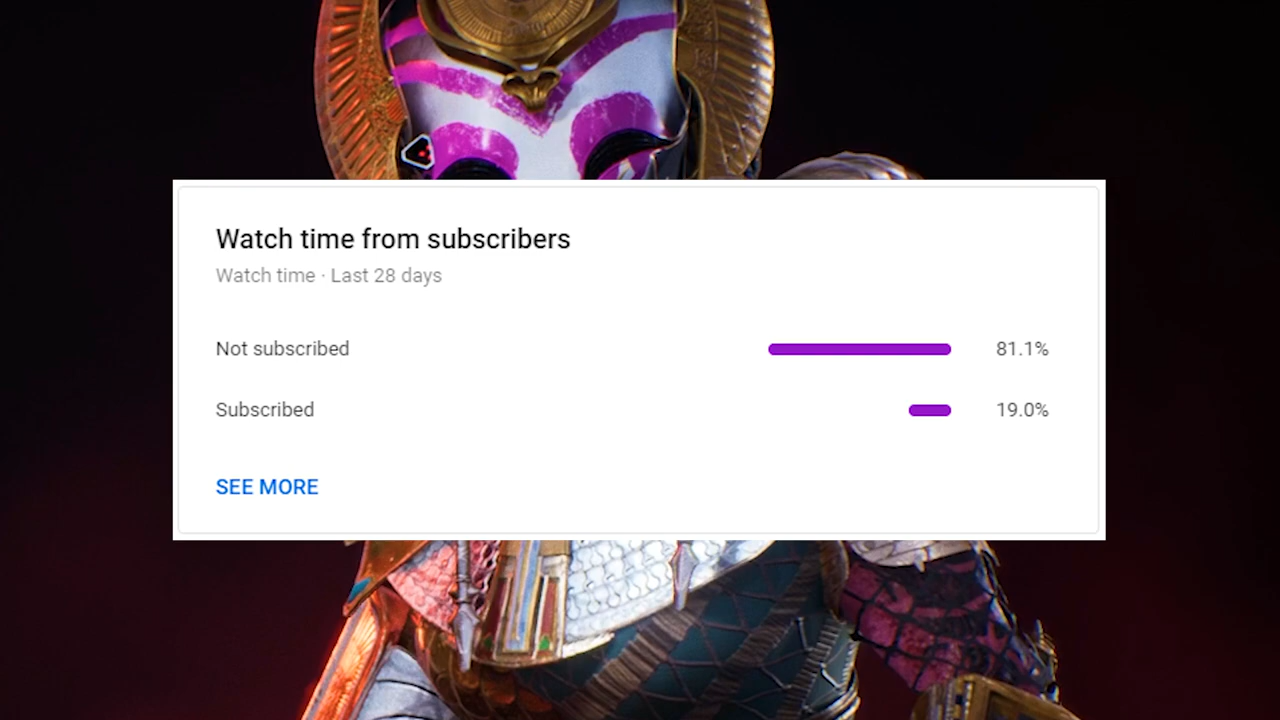 Watch time from subscribers
Watch time · Last 28 days
Not subscribed 81.1%
Subscribed 19.0%
SEE MORE